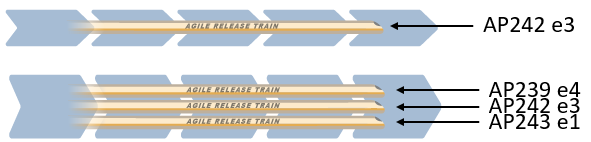 AGILE RELEASE TRAIN
AP242 e3
AGILE RELEASE TRAIN
AP239 e4
AGILE RELEASE TRAIN
AP242 e3
AGILE RELEASE TRAIN
AP243 e1